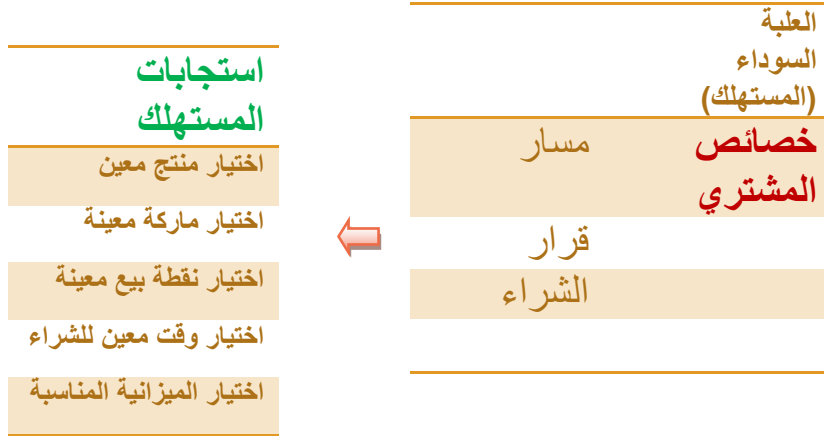 العلبة
السوداء
(المستهلك)
خصائص مسار
المشتري
قرار
الشراء
استجابات
المستهلك
اختيار منتج معين
اختيار ماركة معينة
اختيار نقطة بيع معينة
اختيار وقت معين للشراء
اختيار الميزانية المناسبة